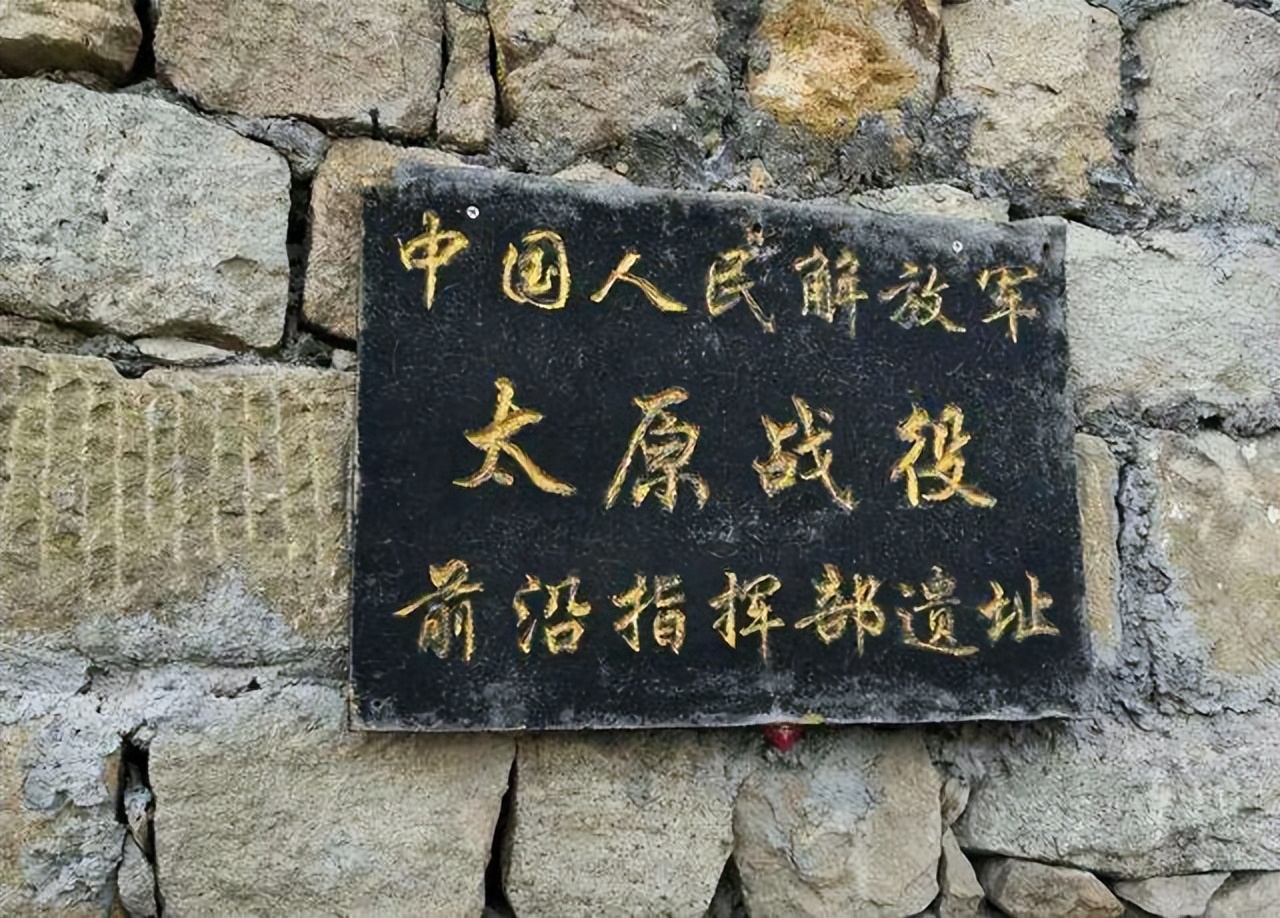 中国人民解放军
太原战役
前沿指挥部遗址